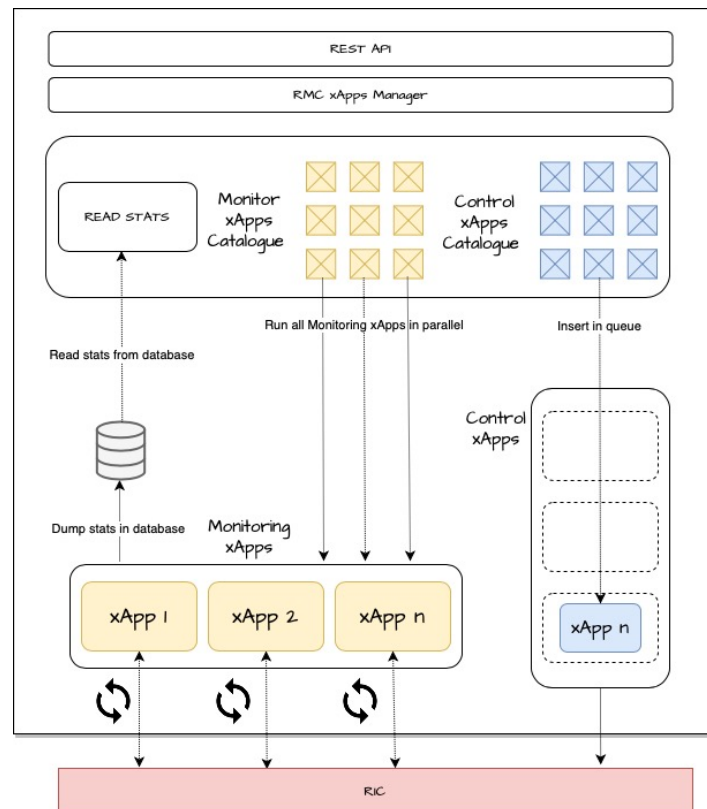 REST API
RMC xApps Manager
READ STATS
Monitor
xApps
Catalogue
Control
xApps
Catalogue
Run all Monitoring xApps in parallel
Insert in queue
Read stats from database
Control
xApps
Dump stats in database
Monitoring
xApps
xApp 1
xApp 2
xApp n
xApp n
RIC